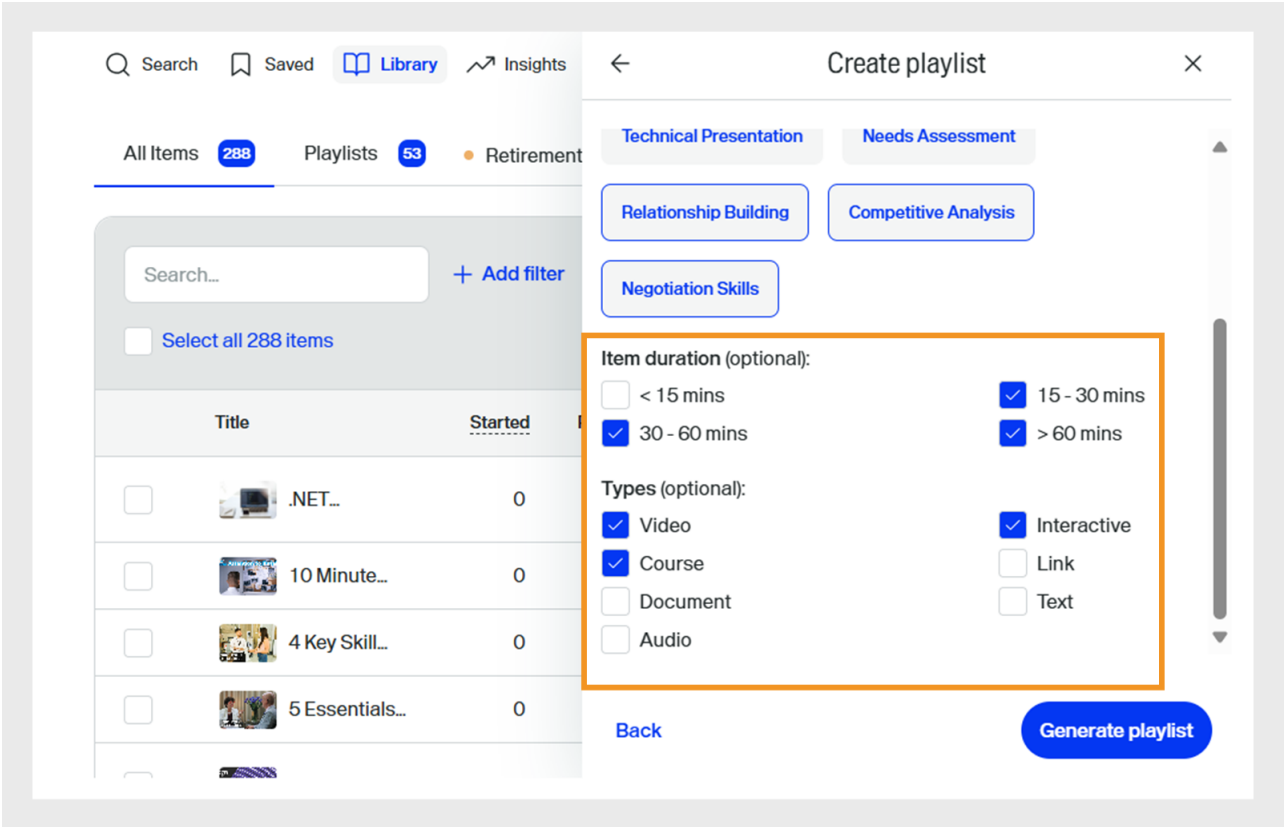 Search Saved Library Insights
All Items 288 Playlists 53 Retirement
Search...
+ Add filter
Select all 288 items
Title Started
.NET... 0
10 Minute... 0
4 Key Skill... 0
5 Essentials... 0
Create playlist
Technical Presentation Needs Assessment
Relationship Building Competitive Analysis
Negotiation Skills
Item duration (optional):
< 15 mins 15 - 30 mins
30 - 60 mins > 60 mins
Types (optional):
Video Interactive
Course Link
Document Text
Audio
Back Generate playlist